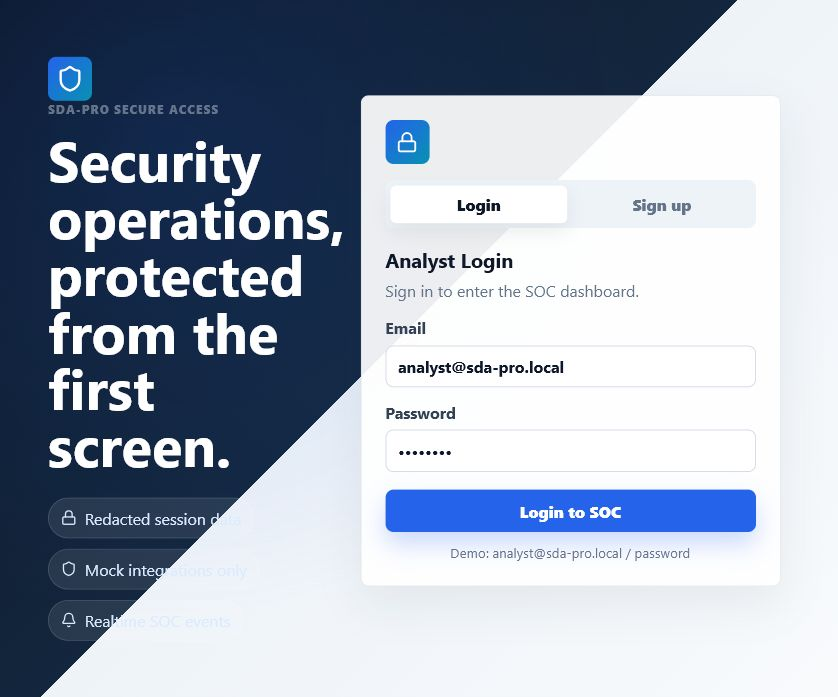 SDA-PRO SECURE ACCESS
Security
operations,
protected
from the
first
screen.
Redacted session data
Mock integrations only
Realtime SOC events
Login
Sign up
Analyst Login
Sign in to enter the SOC dashboard.
Email
analyst@sda-pro.local
Password
••••••••
Login to SOC
Demo: analyst@sda-pro.local / password